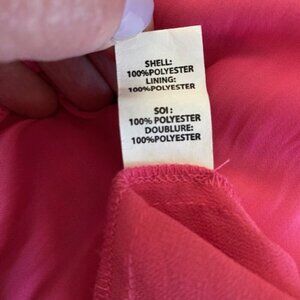 SHELL:
100%POLYESTER
LINING:
100%POLYESTER
SOI:
100% POLYESTER
DOUBLURE:
100%POLYESTER